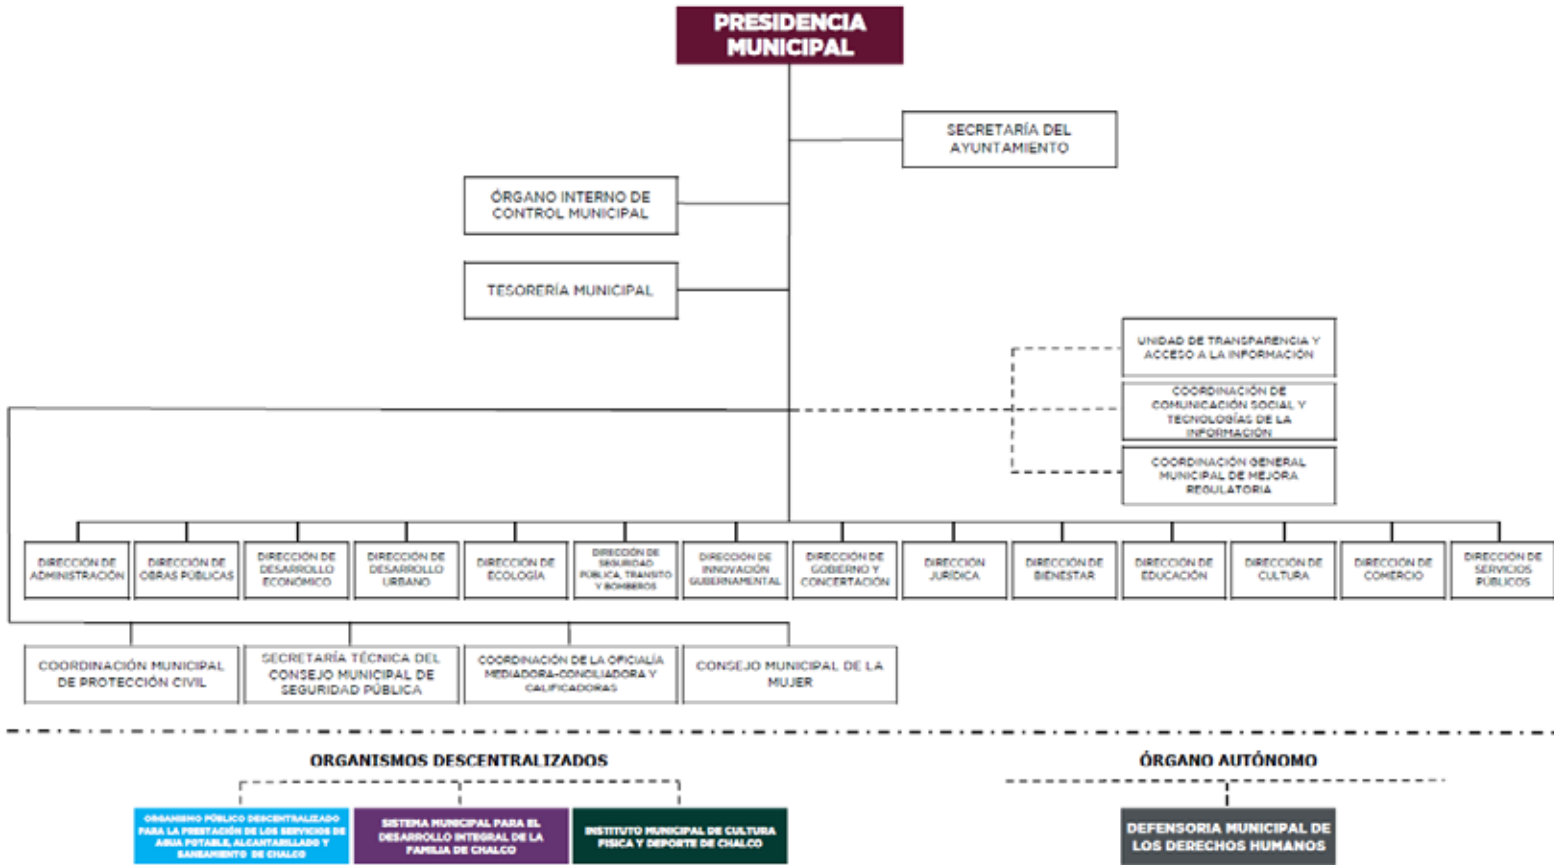 PRESIDENCIA
MUNICIPAL
SECRETARÍA DEL
AYUNTAMIENTO
ÓRGANO INTERNO DE
CONTROL MUNICIPAL
TESORERÍA MUNICIPAL
UNIDAD DE TRANSPARENCIA Y
ACCESO A LA INFORMACIÓN
COORDINACIÓN DE
COMUNICACIÓN SOCIAL Y
TECNOLOGÍAS DE LA
INFORMACIÓN
COORDINACIÓN GENERAL
MUNICIPAL DE MEJORA
REGULATORIA
DIRECCIÓN DE
ADMINISTRACIÓN
DIRECCIÓN DE
OBRAS PÚBLICAS
DIRECCIÓN DE
DESARROLLO
ECONÓMICO
DIRECCIÓN DE
DESARROLLO
URBANO
DIRECCIÓN DE
ECOLOGÍA
DIRECCIÓN DE
SEGURIDAD
PÚBLICA, TRANSITO
Y BOMBEROS
DIRECCIÓN DE
INNOVACIÓN
GUBERNAMENTAL
DIRECCIÓN DE
GOBIERNO Y
CONCERTACIÓN
DIRECCIÓN
JURÍDICA
DIRECCIÓN DE
BIENESTAR
DIRECCIÓN DE
EDUCACIÓN
DIRECCIÓN DE
CULTURA
DIRECCIÓN DE
COMERCIO
DIRECCIÓN DE
SERVICIOS
PÚBLICOS
COORDINACIÓN MUNICIPAL
DE PROTECCIÓN CIVIL
SECRETARÍA TÉCNICA DEL
CONSEJO MUNICIPAL DE
SEGURIDAD PÚBLICA
COORDINACIÓN DE LA OFICIALÍA
MEDIADORA-CONCILIADORA Y
CALIFICADORAS
CONSEJO MUNICIPAL DE LA
MUJER
ORGANISMOS DESCENTRALIZADOS
ÓRGANO AUTÓNOMO
ORGANISMO PÚBLICO DESCENTRALIZADO
PARA LA PRESTACIÓN DE LOS SERVICIOS DE
AGUA POTABLE, ALCANTARILLADO Y
SANEAMIENTO DE CHALCO
SISTEMA MUNICIPAL PARA EL
DESARROLLO INTEGRAL DE LA
FAMILIA DE CHALCO
INSTITUTO MUNICIPAL DE CULTURA
FISICA Y DEPORTE DE CHALCO
DEFENSORIA MUNICIPAL DE
LOS DERECHOS HUMANOS